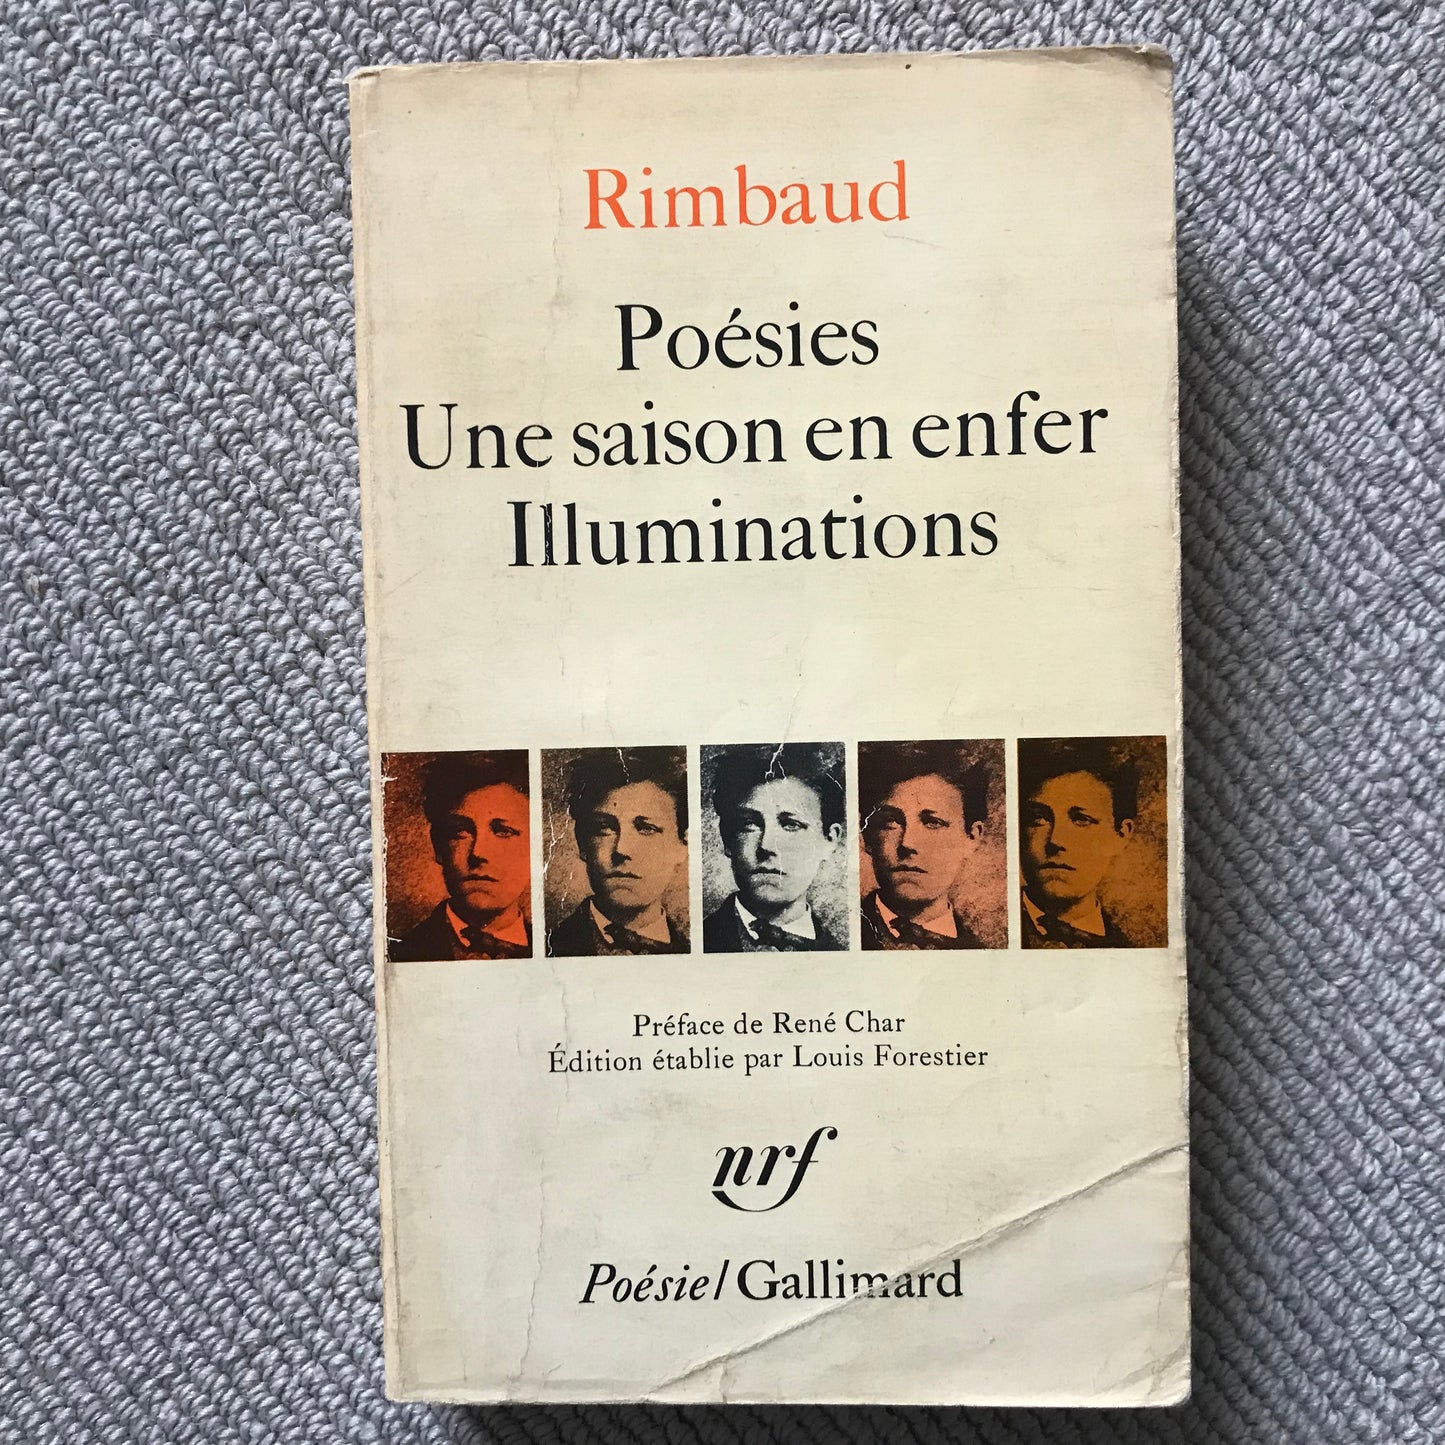 Rimbaud
Poésies
Une saison en enfer
Illuminations
Préface de René Char
Édition établie par Louis Forestier
nrf
Poésie/Gallimard